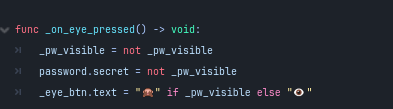 func _on_eye_pressed() -> void:
_pw_visible = not _pw_visible
password.secret = not _pw_visible
_eye_btn.text = "🙈" if _pw_visible else "👁"